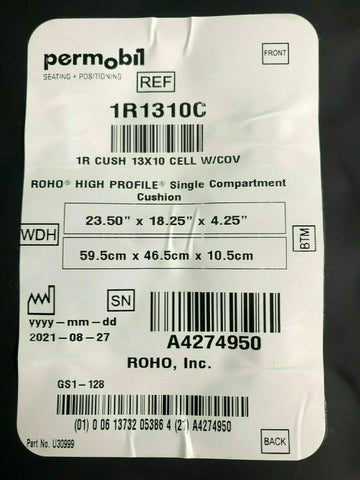 permobil
SEATING + POSITIONING
FRONT
REF
1R1310C
1R CUSH 13X10 CELL W/COV
ROHO® HIGH PROFILE® Single Compartment
Cushion
WDH
23.50" x 18.25" x 4.25"
59.5cm x 46.5cm x 10.5cm
BTM
SN
yyyy-mm-dd
2021-08-27
A4274950
ROHO, Inc.
GS1-128
(01) 0 06 13732 05386 4 (21) A4274950
Part No. U30999
BACK